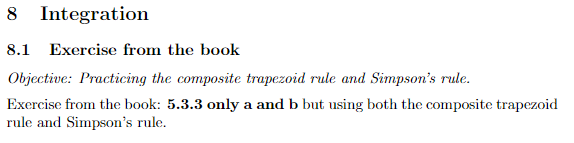 8 Integration
8.1 Exercise from the book
Objective: Practicing the composite trapezoid rule and Simpson's rule.
Exercise from the book: 5.3.3 only a and b but using both the composite trapezoid
rule and Simpson's rule.